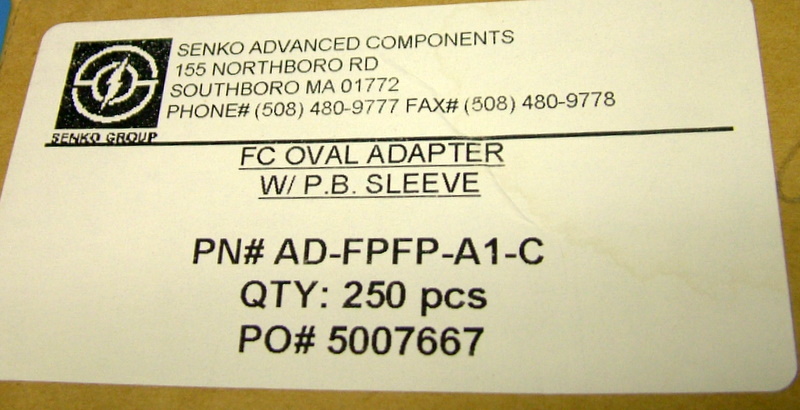 SENKO ADVANCED COMPONENTS
155 NORTHBORO RD
SOUTHBORO MA 01772
PHONE# (508) 480-9777 FAX# (508) 480-9778
SENKO GROUP
FC OVAL ADAPTER
W/ P.B. SLEEVE
PN# AD-FPFP-A1-C
QTY: 250 pcs
PO# 5007667